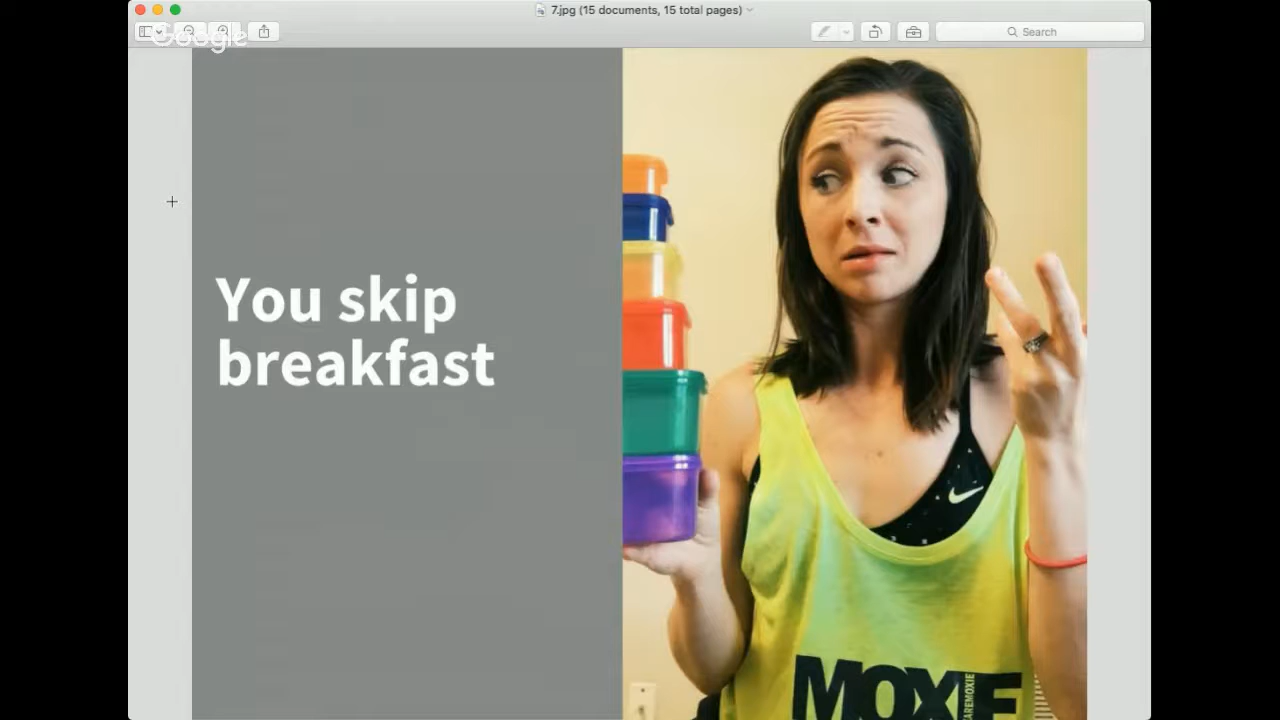 7.jpg (15 documents, 15 total pages)
Google
Search
You skip
breakfast
MOXIE